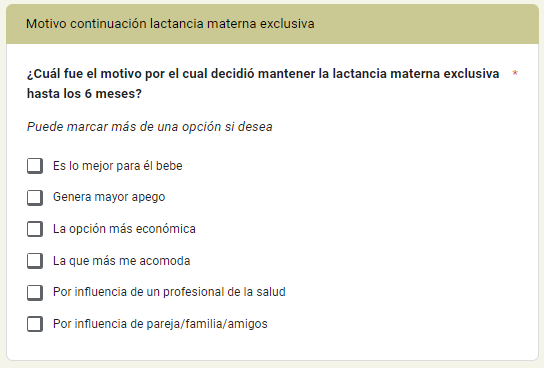 Motivo continuación lactancia materna exclusiva
¿Cuál fue el motivo por el cual decidió mantener la lactancia materna exclusiva *
hasta los 6 meses?
Puede marcar más de una opción si desea
Es lo mejor para él bebe
Genera mayor apego
La opción más económica
La que más me acomoda
Por influencia de un profesional de la salud
Por influencia de pareja/familia/amigos